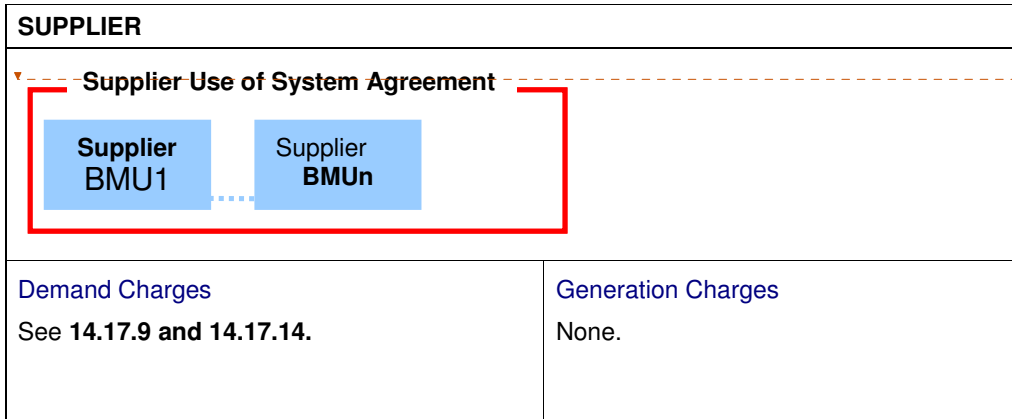 SUPPLIER
Supplier Use of System Agreement
Supplier
BMU1
Supplier
BMUn
Demand Charges
See 14.17.9 and 14.17.14.
Generation Charges
None.